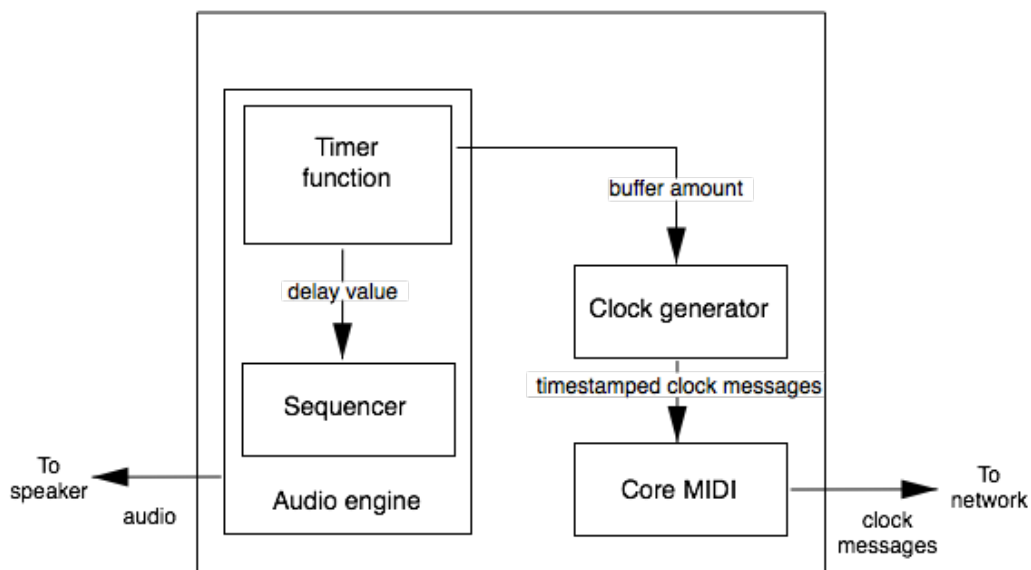 Timer
function
buffer amount
delay value
Clock generator
timestamped clock messages
Sequencer
To
speaker
audio
Audio engine
Core MIDI
To
network
clock
messages